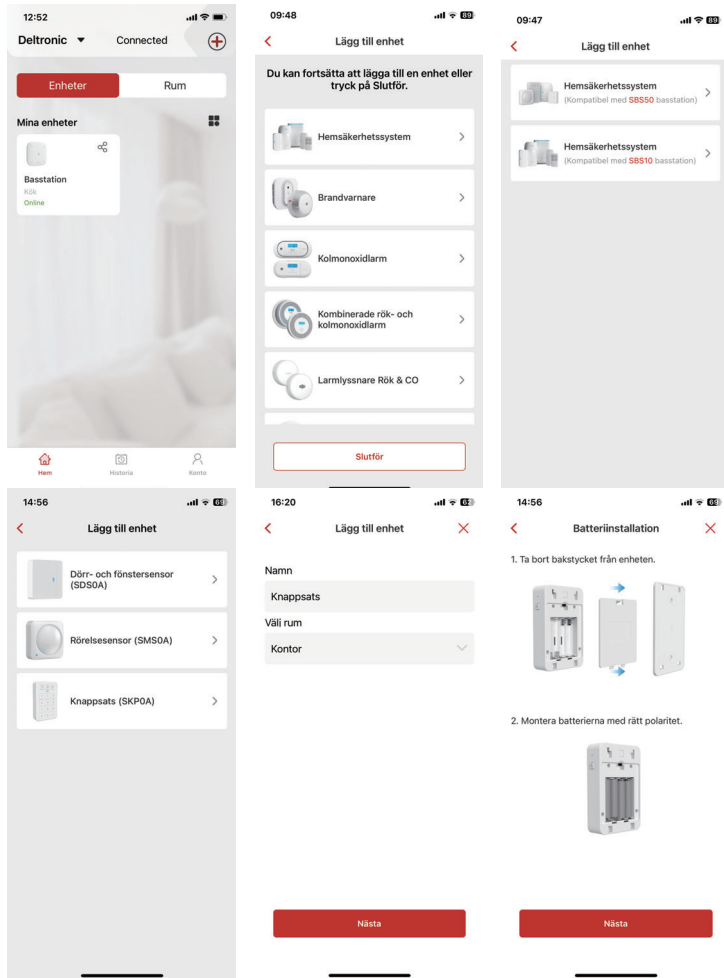 12:52
Deltronic
Connected
Enheter
Rum
Mina enheter
Basstation
Kök
Online
Hem
Historia
Konto
09:48
89
Lägg till enhet
Du kan fortsätta att lägga till en enhet eller
tryck på Slutför.
Hemsäkerhetssystem
Brandvarnare
Kolmonoxidlarm
Kombinerade rök- och
kolmonoxidlarm
Larmlyssnare Rök & CO
Slutför
09:47
89
Lägg till enhet
Hemsäkerhetssystem
(Kompatibel med SBS50 basstation)
Hemsäkerhetssystem
(Kompatibel med SBS10 basstation)
14:56
Lägg till enhet
Dörr- och fönstersensor
(SDS0A)
Rörelsesensor (SMS0A)
Knappsats (SKP0A)
16:20
Lägg till enhet
Namn
Knappsats
Välj rum
Kontor
Nästa
14:56
Batteriinstallation
1. Ta bort bakstycket från enheten.
2. Montera batterierna med rätt polaritet.
Nästa